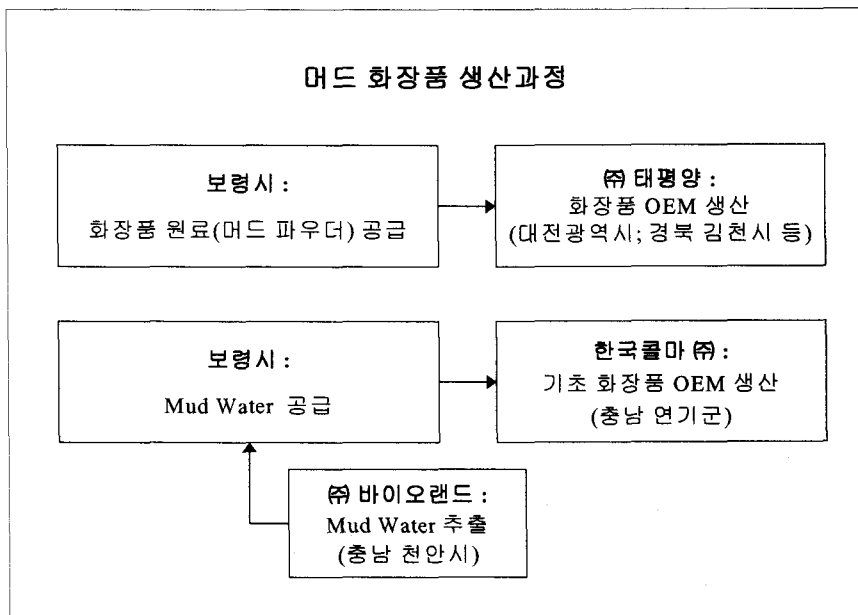 머드 화장품 생산과정
보령시 :
화장품 원료(머드 파우더) 공급
㈜ 태평양 :
화장품 OEM 생산
(대전광역시; 경북 김천시 등)
보령시 :
Mud Water 공급
한국콜마 ㈜ :
기초 화장품 OEM 생산
(충남 연기군)
㈜ 바이오랜드 :
Mud Water 추출
(충남 천안시)